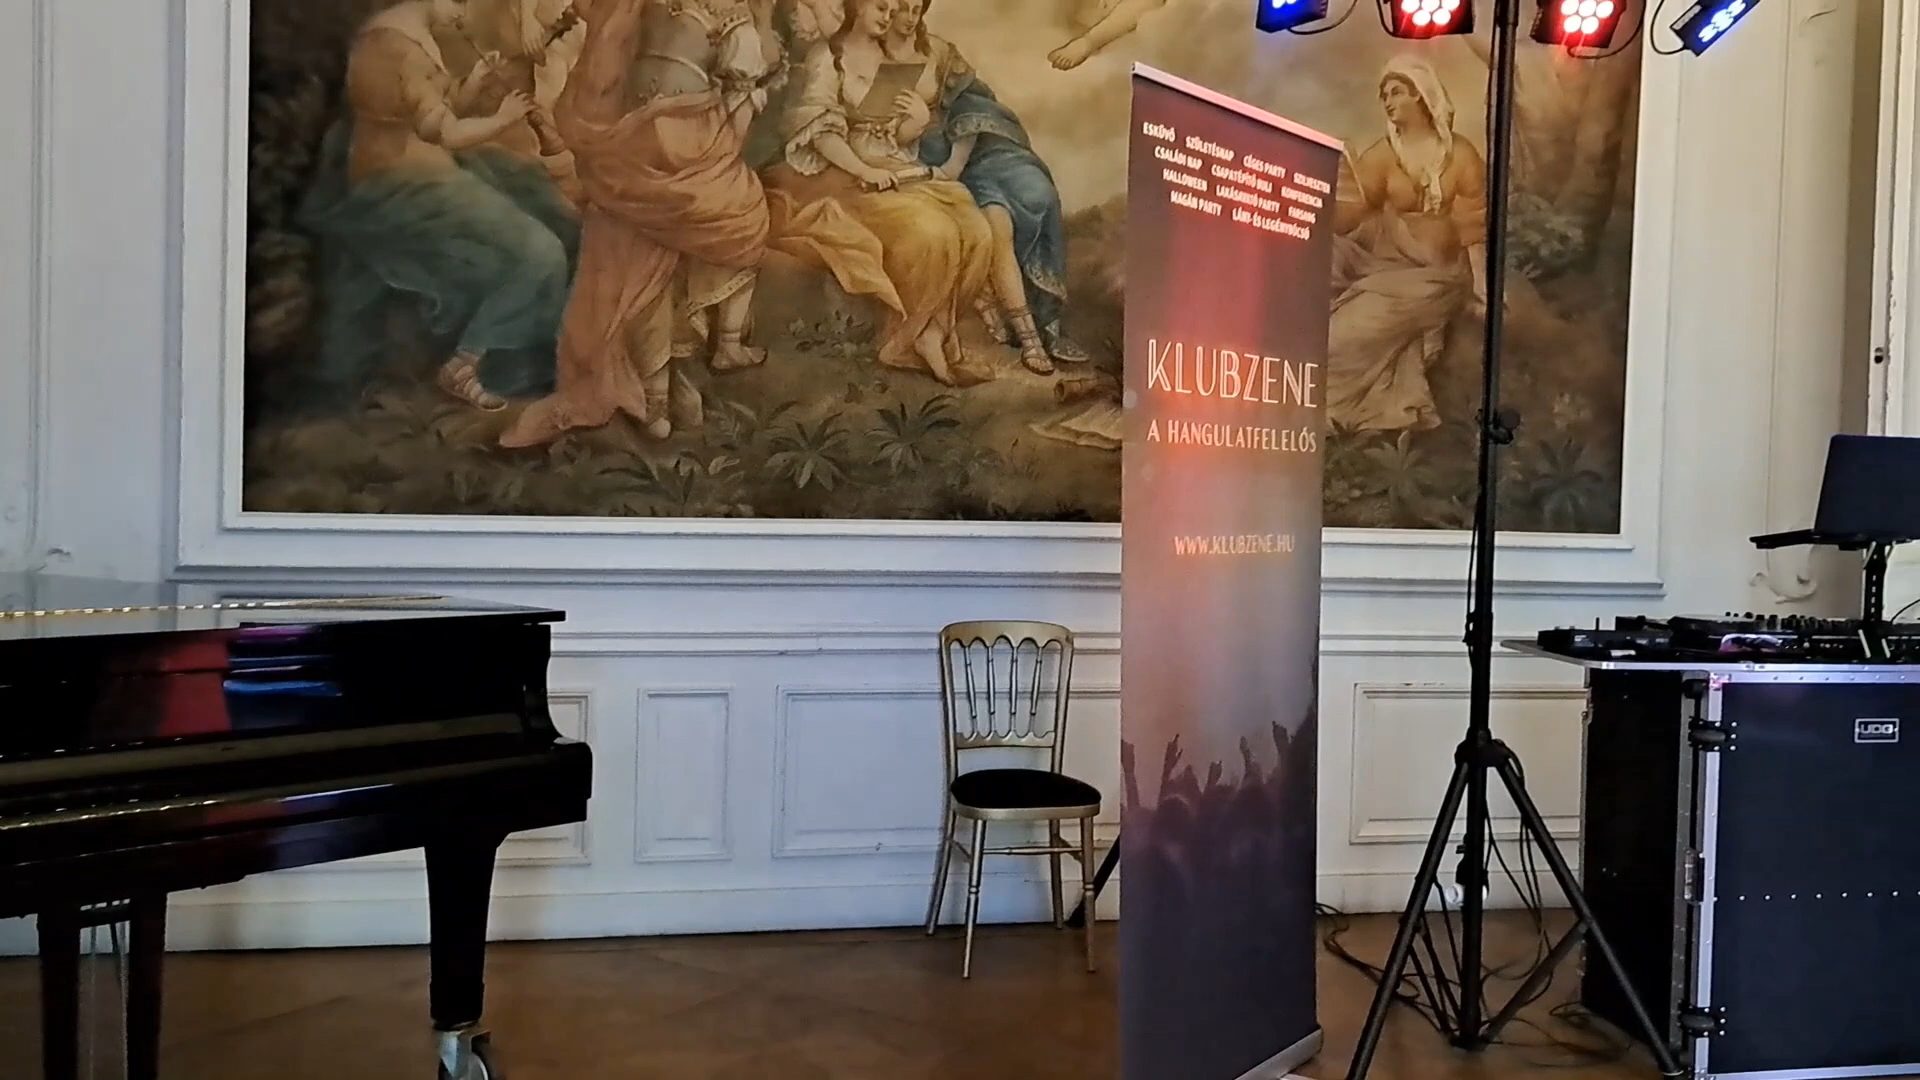 ESKÜVŐ SZÜLETÉSNAP CÉGES PARTY SZILVESZTER
CSALÁDI NAP CSAPATÉPÍTŐ BULI KONFERENCIA
HALLOWEEN LAKÁSAVATÓ PARTY FARSANG
MAGÁN PARTY LÁNY- ÉS LEGÉNYBÚCSÚ
KLUBZENE
A HANGULATFELELŐS
WWW.KLUBZENE.HU
UDG